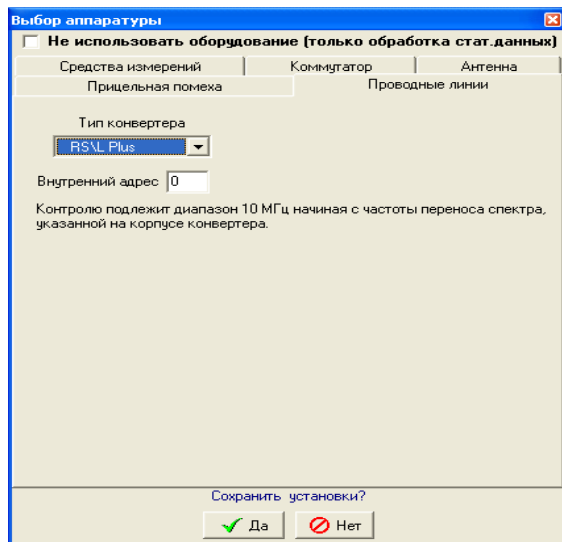 Выбор аппаратуры
Не использовать оборудование (только обработка стат.данных)
Средства измерений Коммутатор Антенна
Прицельная помеха Проводные линии
Тип конвертера
RS\L Plus
Внутренний адрес 0
Контролю подлежит диапазон 10 МГц начиная с частоты переноса спектра,
указанной на корпусе конвертера.
Сохранить установки?
Да Нет